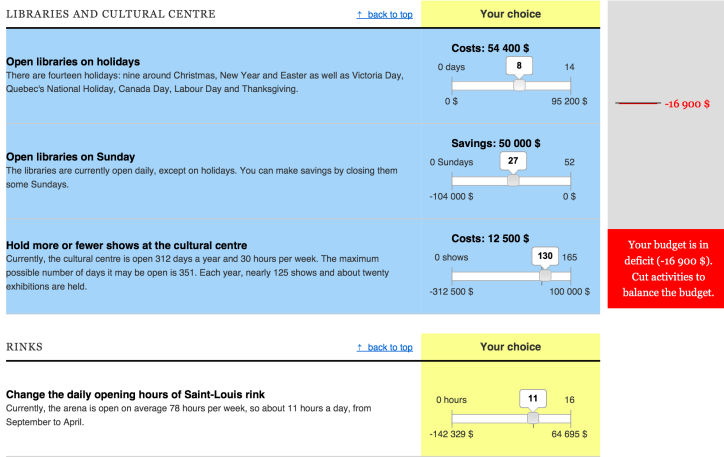 LIBRARIES AND CULTURAL CENTRE
↑ back to top
Your choice
Open libraries on holidays
There are fourteen holidays: nine around Christmas, New Year and Easter as well as Victoria Day,
Quebec's National Holiday, Canada Day, Labour Day and Thanksgiving.
Costs: 54 400 $
0 days 8 14
0 $ 95 200 $
-16 900 $
Open libraries on Sunday
The libraries are currently open daily, except on holidays. You can make savings by closing them
some Sundays.
Savings: 50 000 $
0 Sundays 27 52
-104 000 $ 0 $
Hold more or fewer shows at the cultural centre
Currently, the cultural centre is open 312 days a year and 30 hours per week. The maximum
possible number of days it may be open is 351. Each year, nearly 125 shows and about twenty
exhibitions are held.
Costs: 12 500 $
0 shows 130 165
-312 500 $ 100 000 $
Your budget is in
deficit (-16 900 $).
Cut activities to
balance the budget.
RINKS
↑ back to top
Your choice
Change the daily opening hours of Saint-Louis rink
Currently, the arena is open on average 78 hours per week, so about 11 hours a day, from
September to April.
0 hours 11 16
-142 329 $ 64 695 $